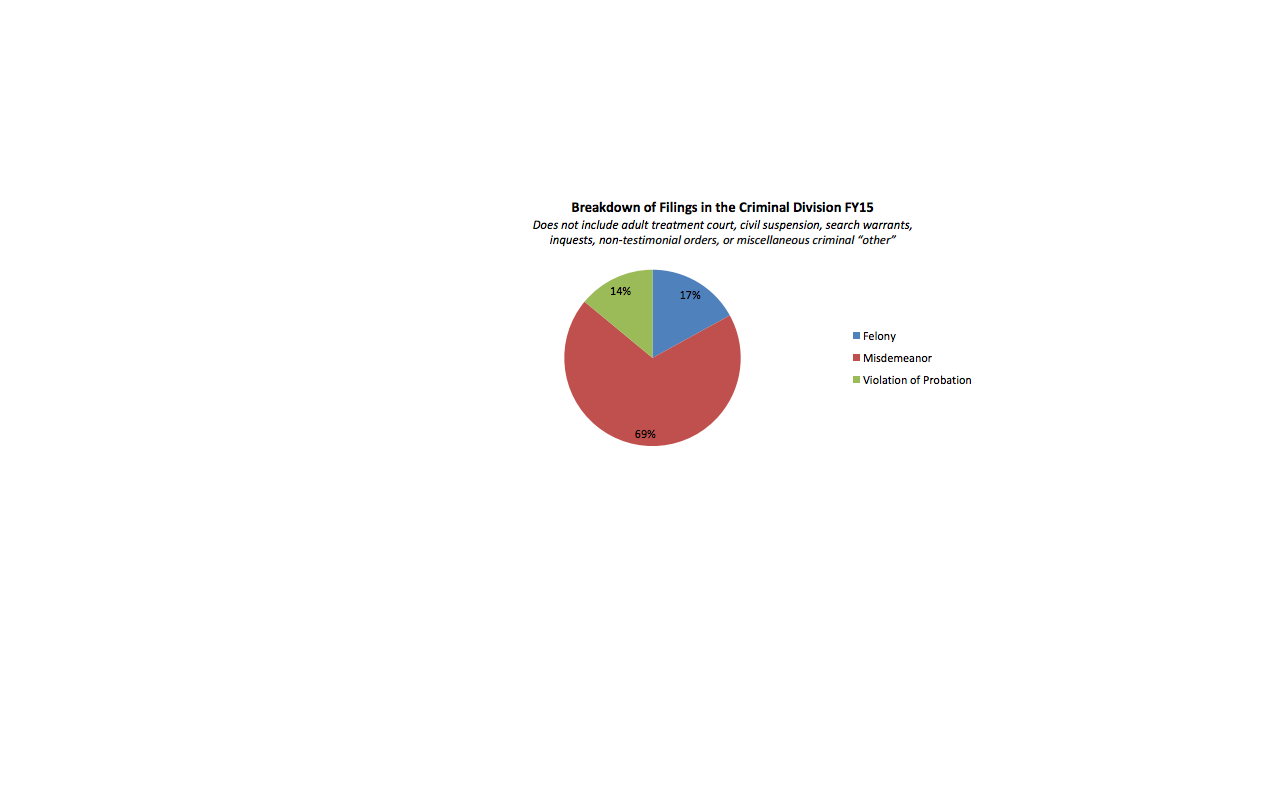 Breakdown of Filings in the Criminal Division FY15
Does not include adult treatment court, civil suspension, search warrants,
inquests, non-testimonial orders, or miscellaneous criminal “other”
14%
17%
69%
Felony
Misdemeanor
Violation of Probation